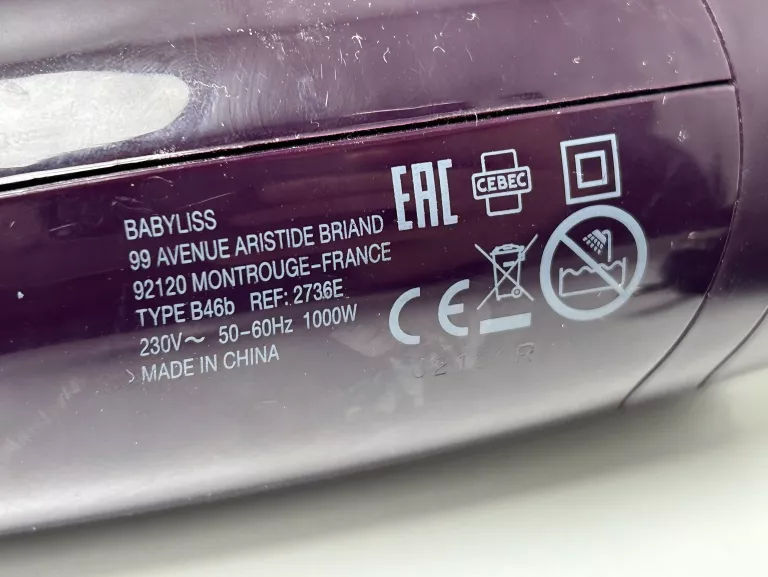 BABYLISS
99 AVENUE ARISTIDE BRIAND
92120 MONTROUGE-FRANCE
TYPE B46b REF: 2736E
230V~ 50-60Hz 1000W
MADE IN CHINA
EAC
CEBEC
CE